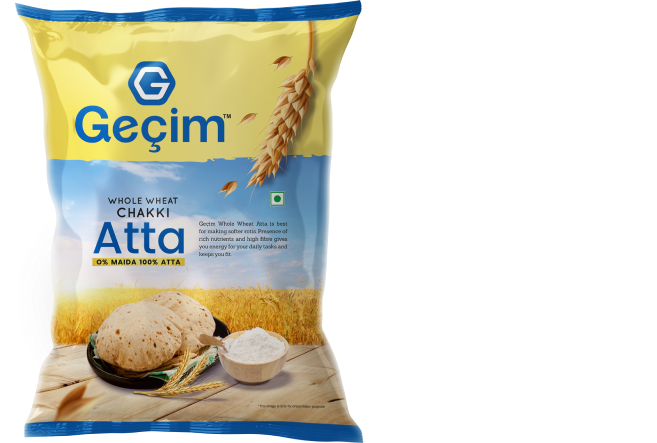 G
Geçim™
WHOLE WHEAT
CHAKKI
Atta
0% MAIDA 100% ATTA
Geçim Whole Wheat Atta is best
for making softer rotis. Presence of
rich nutrients and high fibre gives
you energy for your daily tasks and
keeps you fit.